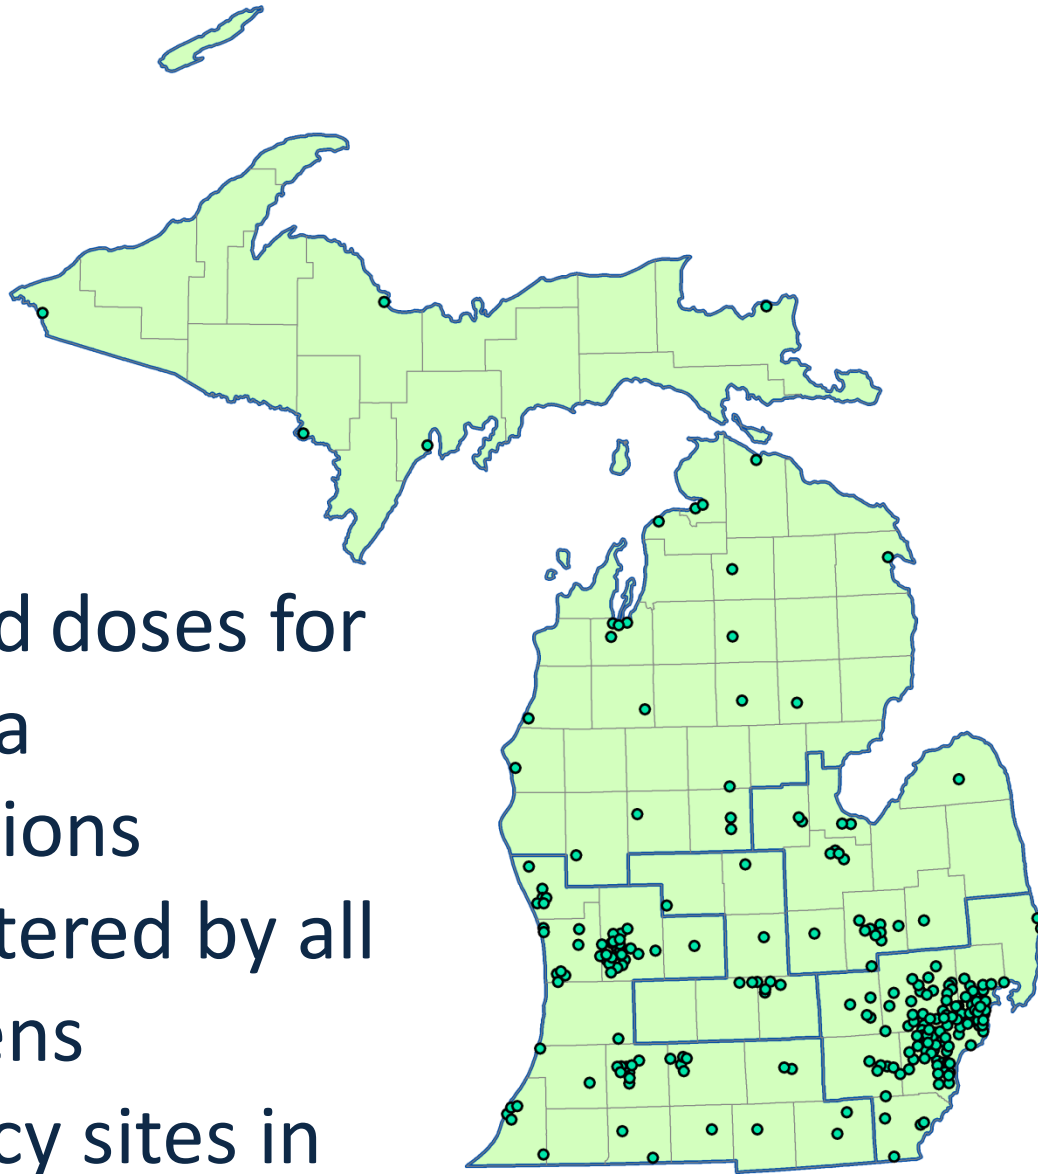 d doses for
a
ions
tered by all
ens
cy sites in